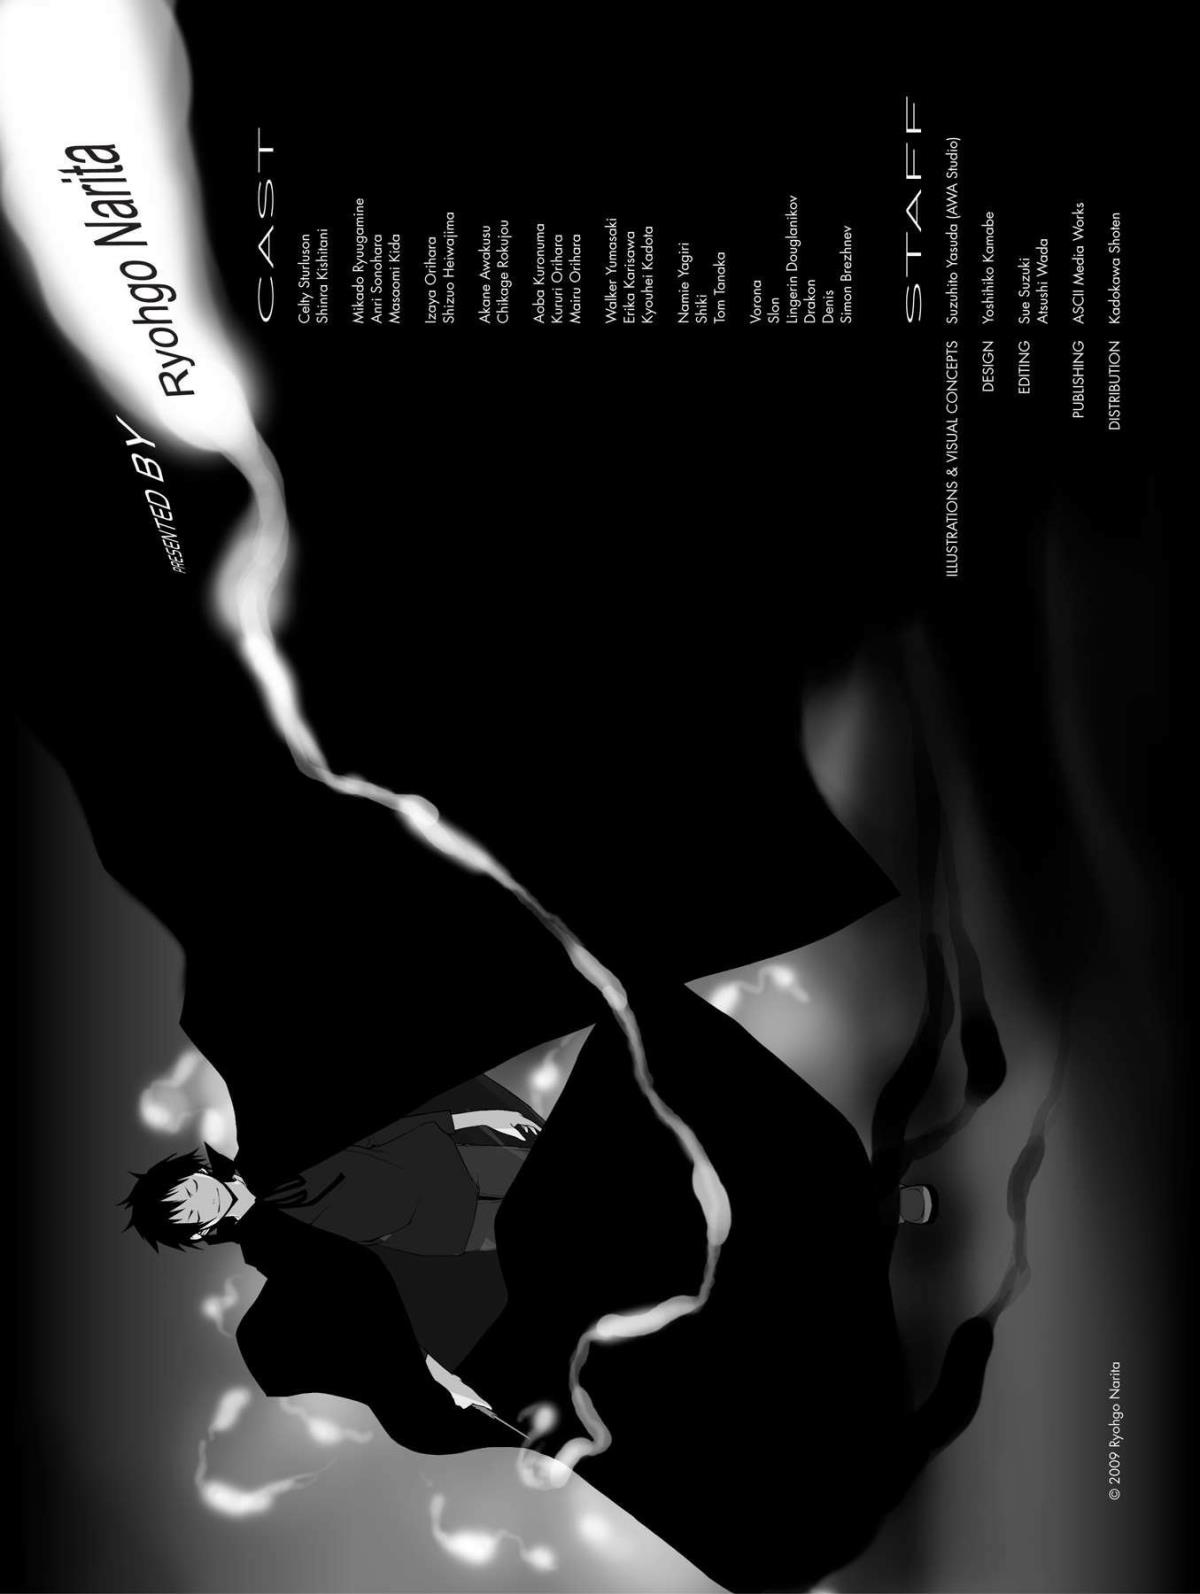 PRESENTED BY
Ryohgo Narita
CAST
Celty Sturluson
Shinra Kishitani
Mikado Ryuugamine
Anri Sonohara
Masaomi Kida
Izaya Orihara
Shizuo Heiwajima
Akane Awakusu
Chikage Rokujou
Aoba Kuronuma
Kururi Orihara
Mairu Orihara
Walker Yumasaki
Erika Karisawa
Kyouhei Kadota
Namie Yagiri
Shiki
Tom Tanaka
Vorona
Slon
Lingerin Douglanikov
Drakon
Denis
Simon Brezhnev
STAFF
ILLUSTRATIONS & VISUAL CONCEPTS Suzuhito Yasuda (AWA Studio)
DESIGN Yoshihiko Kamabe
EDITING Sue Suzuki
Atsushi Wada
PUBLISHING ASCII Media Works
DISTRIBUTION Kadokawa Shoten
© 2009 Ryohgo Narita